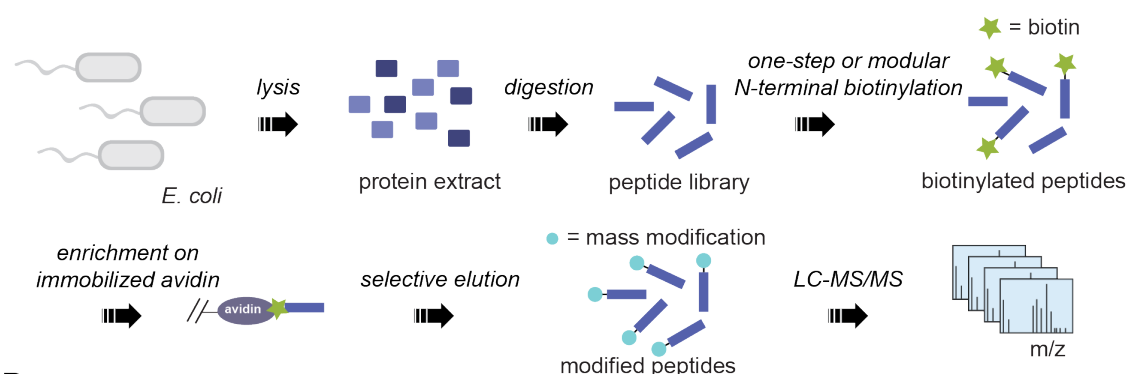 = biotin
one-step or modular
N-terminal biotinylation
lysis
digestion
E. coli
protein extract
peptide library
biotinylated peptides
enrichment on
immobilized avidin
avidin
selective elution
= mass modification
modified peptides
LC-MS/MS
m/z